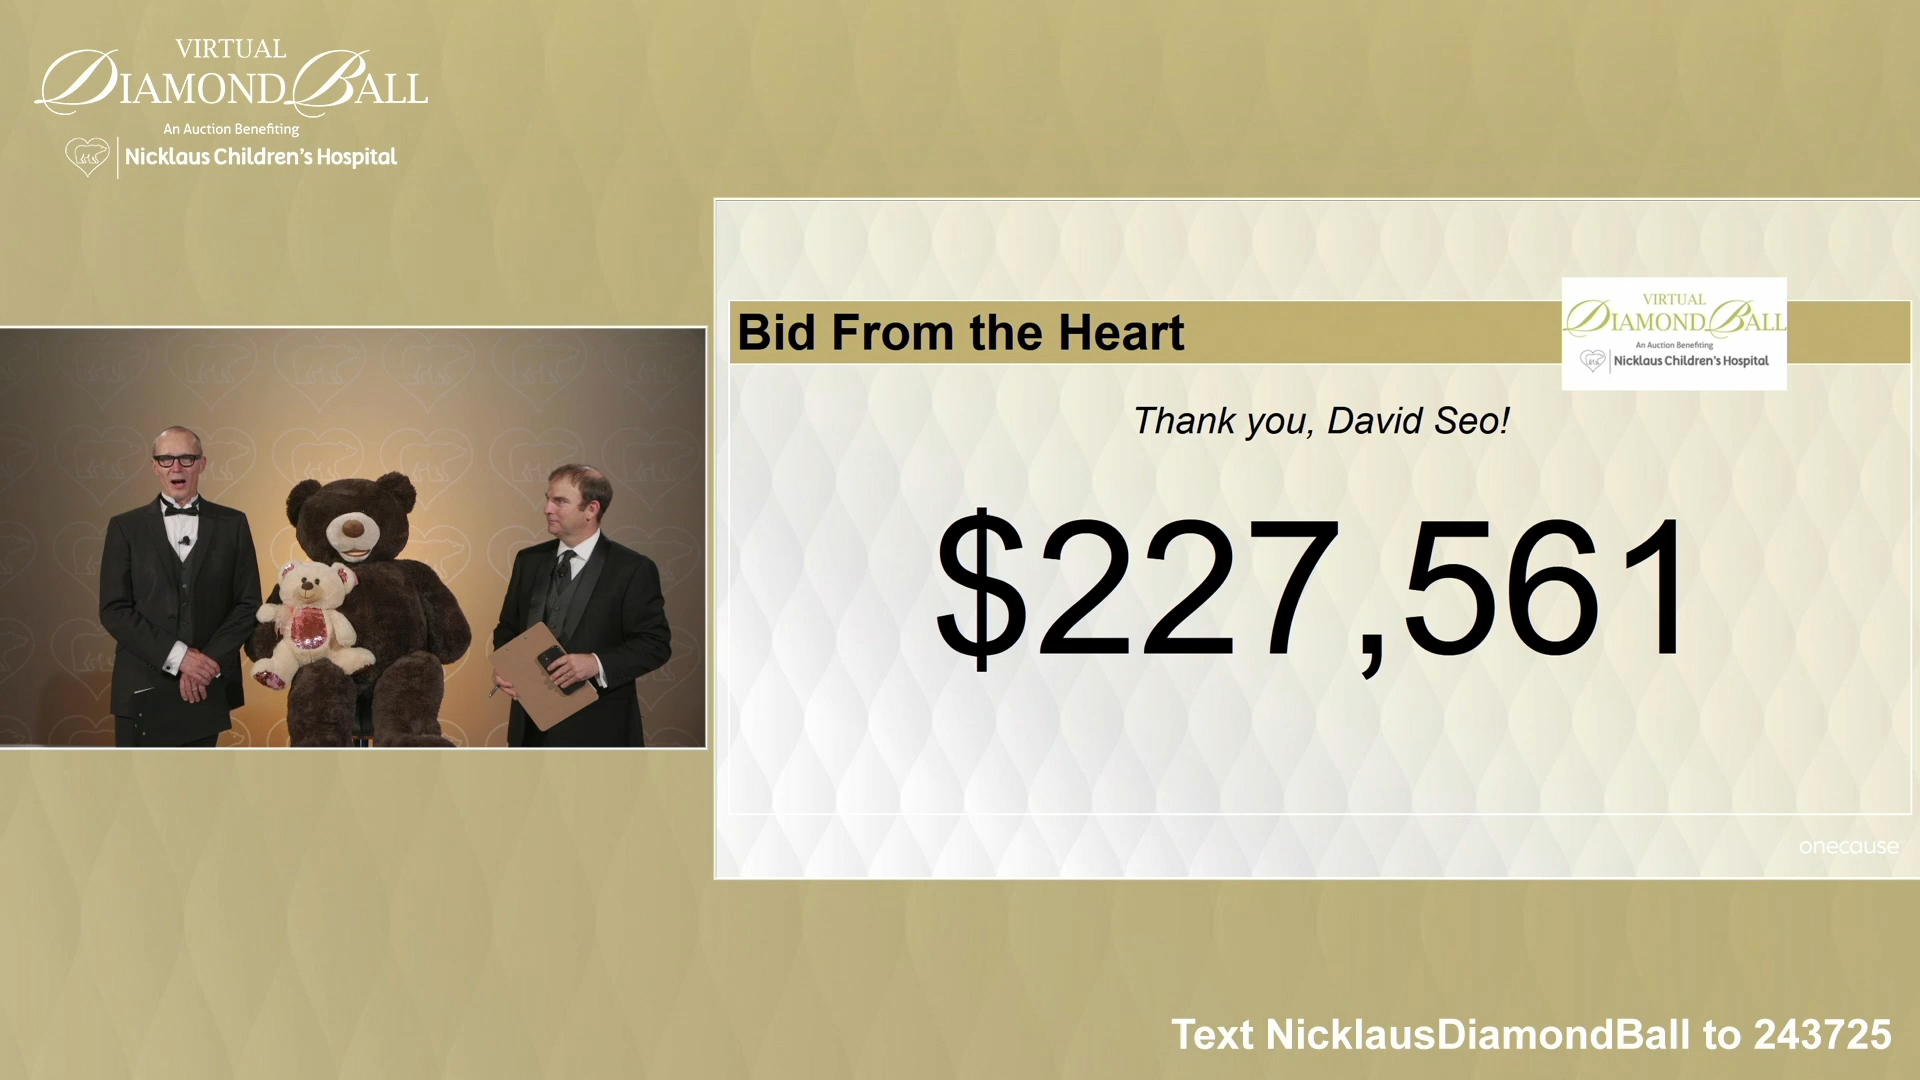 VIRTUAL
DIAMOND BALL
An Auction Benefiting
Nicklaus Children's Hospital
Bid From the Heart
VIRTUAL
DIAMOND BALL
An Auction Benefiting
Nicklaus Children's Hospital
Thank you, David Seo!
$227,561
onecause
Text NicklausDiamondBall to 243725